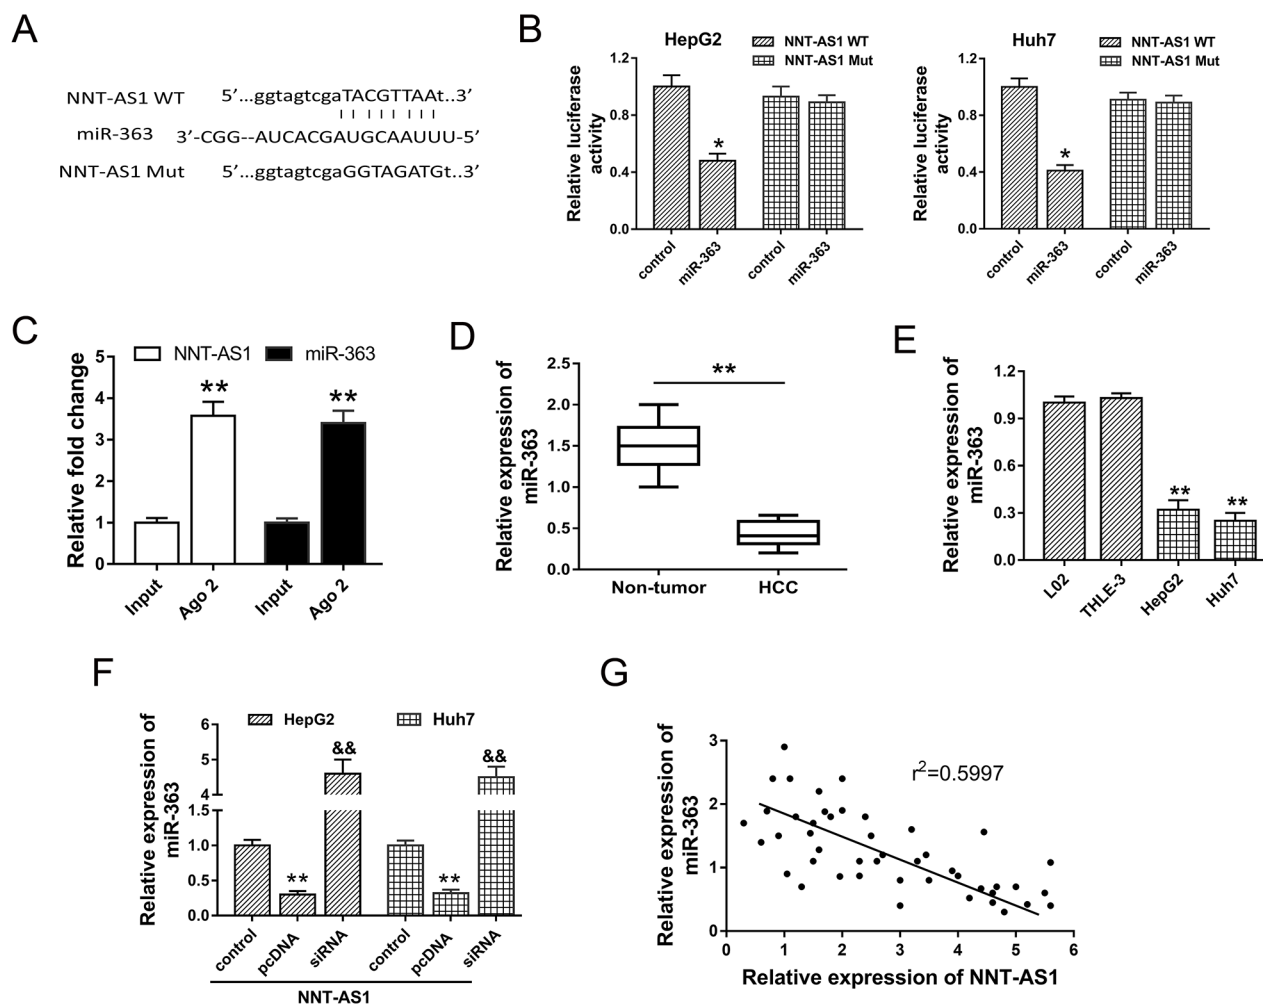 A
NNT-AS1 WT 5’...ggtagtcgaTACGTTAAt..3’
miR-363 3’-CGG--AUCACGAUGCAAUUU-5’
NNT-AS1 Mut 5’...ggtagtcgaGGTAGATGt..3’
B
HepG2
NNT-AS1 WT
NNT-AS1 Mut
Relative luciferase
activity
1.2
0.8
0.4
0.0
*
control
miR-363
control
miR-363
Huh7
NNT-AS1 WT
NNT-AS1 Mut
Relative luciferase
activity
1.2
0.8
0.4
0.0
*
control
miR-363
control
miR-363
C
NNT-AS1 miR-363
Relative fold change
5
4
3
2
1
0
**
**
Input
Ago 2
Input
Ago 2
D
Relative expression of
miR-363
2.5
2.0
1.5
1.0
0.5
0.0
**
Non-tumor
HCC
E
Relative expression of
miR-363
1.2
0.9
0.6
0.3
0.0
**
**
L02
THLE-3
HepG2
Huh7
F
HepG2 Huh7
Relative expression of
miR-363
6
5
4
1.5
1.0
0.5
0.0
**
&&
**
&&
control
pcDNA
siRNA
control
pcDNA
siRNA
NNT-AS1
G
Relative expression of
miR-363
3
2
1
0
r²=0.5997
0 1 2 3 4 5 6
Relative expression of NNT-AS1